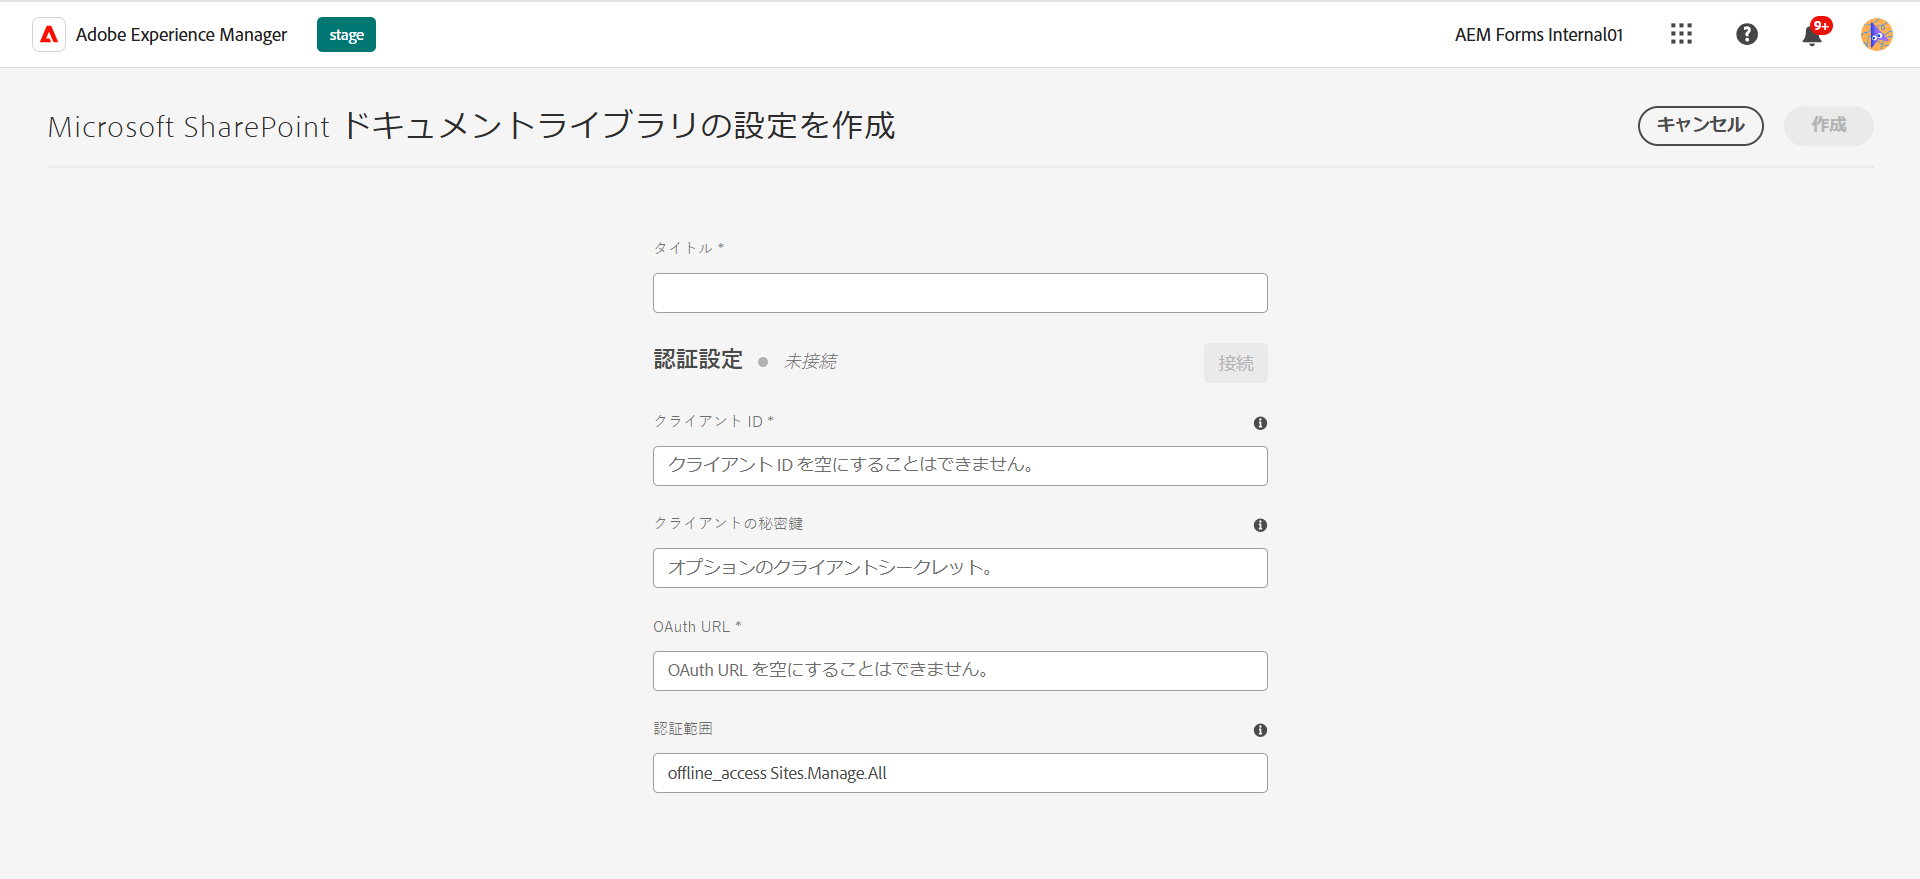 Adobe Experience Manager
stage
AEM Forms Internal01
9+
Microsoft SharePoint ドキュメントライブラリの設定を作成
キャンセル
作成
タイトル *
認証設定
未接続
接続
クライアント ID *
クライアント ID を空にすることはできません。
クライアントの秘密鍵
オプションのクライアントシークレット。
OAuth URL *
OAuth URL を空にすることはできません。
認証範囲
offline_access Sites.Manage.All